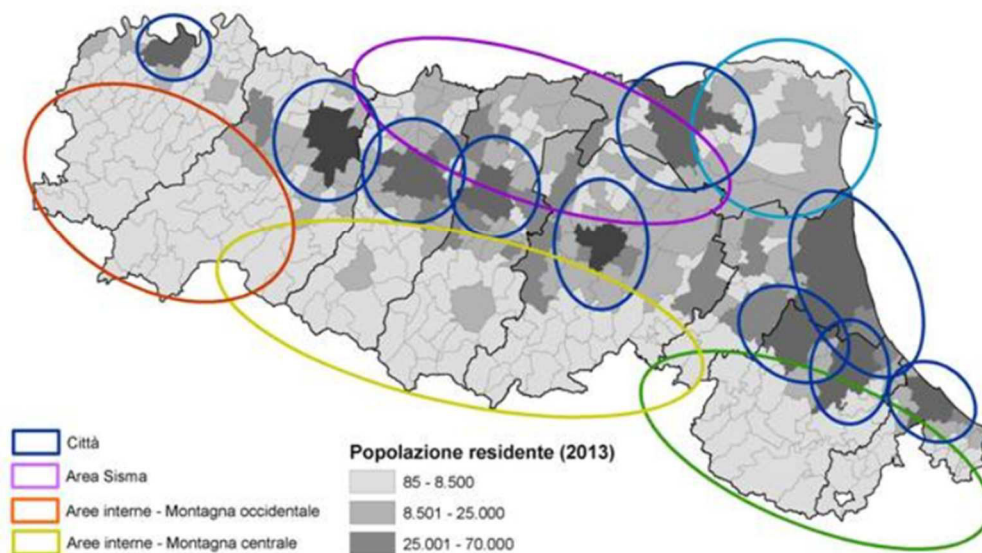 Città
Area Sisma
Aree interne - Montagna occidentale
Aree interne - Montagna centrale
Popolazione residente (2013)
85 - 8.500
8.501 - 25.000
25.001 - 70.000